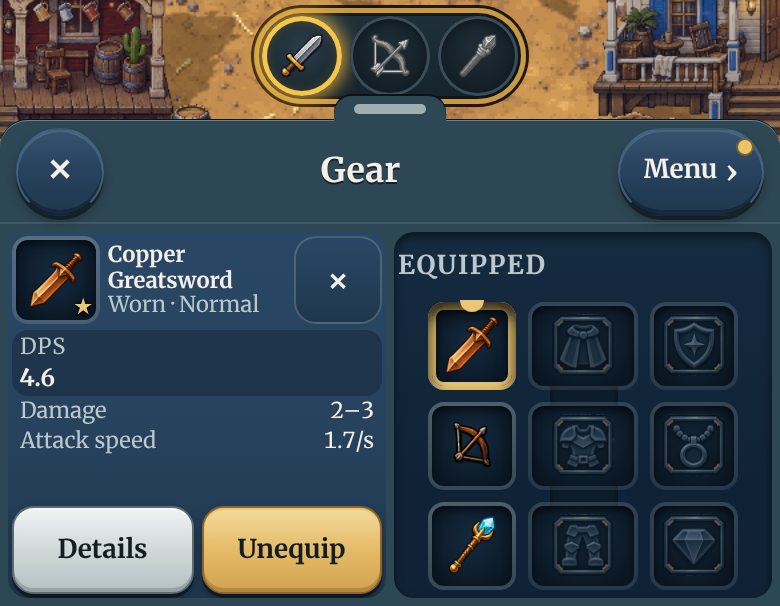 Gear
Menu ›
Copper
Greatsword
Worn · Normal
DPS
4.6
Damage 2–3
Attack speed 1.7/s
Details
Unequip
EQUIPPED